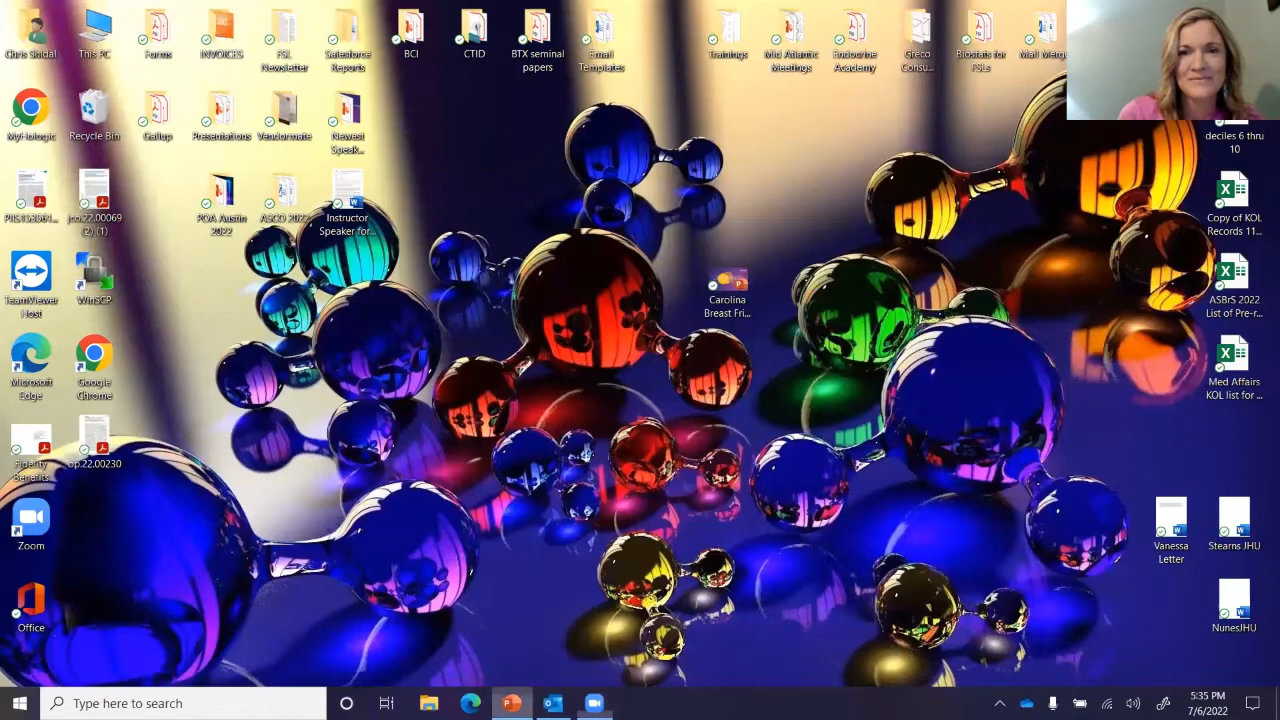 Chris Shidal
This PC
Forms
INVOICES
FSL
Newsletter
Salesforce
Reports
BCI
CTID
BTX seminar
papers
Email
Templates
Trainings
Mid Atlantic
Meetings
Endocrine
Academy
Greco
Consu...
Biostats for
FSLs
Mail Merge
MyHologic
Recycle Bin
Gallup
Presentations
Vendormate
Newest
Speak...
deciles 6 thru
10
jco.22.00069
(2) (1)
POA Austin
2022
ASCO 2022
Instructor
Speaker for...
Copy of KOL
Records 11...
TeamViewer
Host
WinSCP
Carolina
Breast Fri...
ASBrS 2022
List of Pre-r...
Microsoft
Edge
Google
Chrome
Med Affairs
KOL list for ...
Fidelity
Benefits
op.22.00230
Zoom
Vanessa
Letter
Stearns JHU
Office
NunesJHU
Type here to search
5:35 PM
7/6/2022